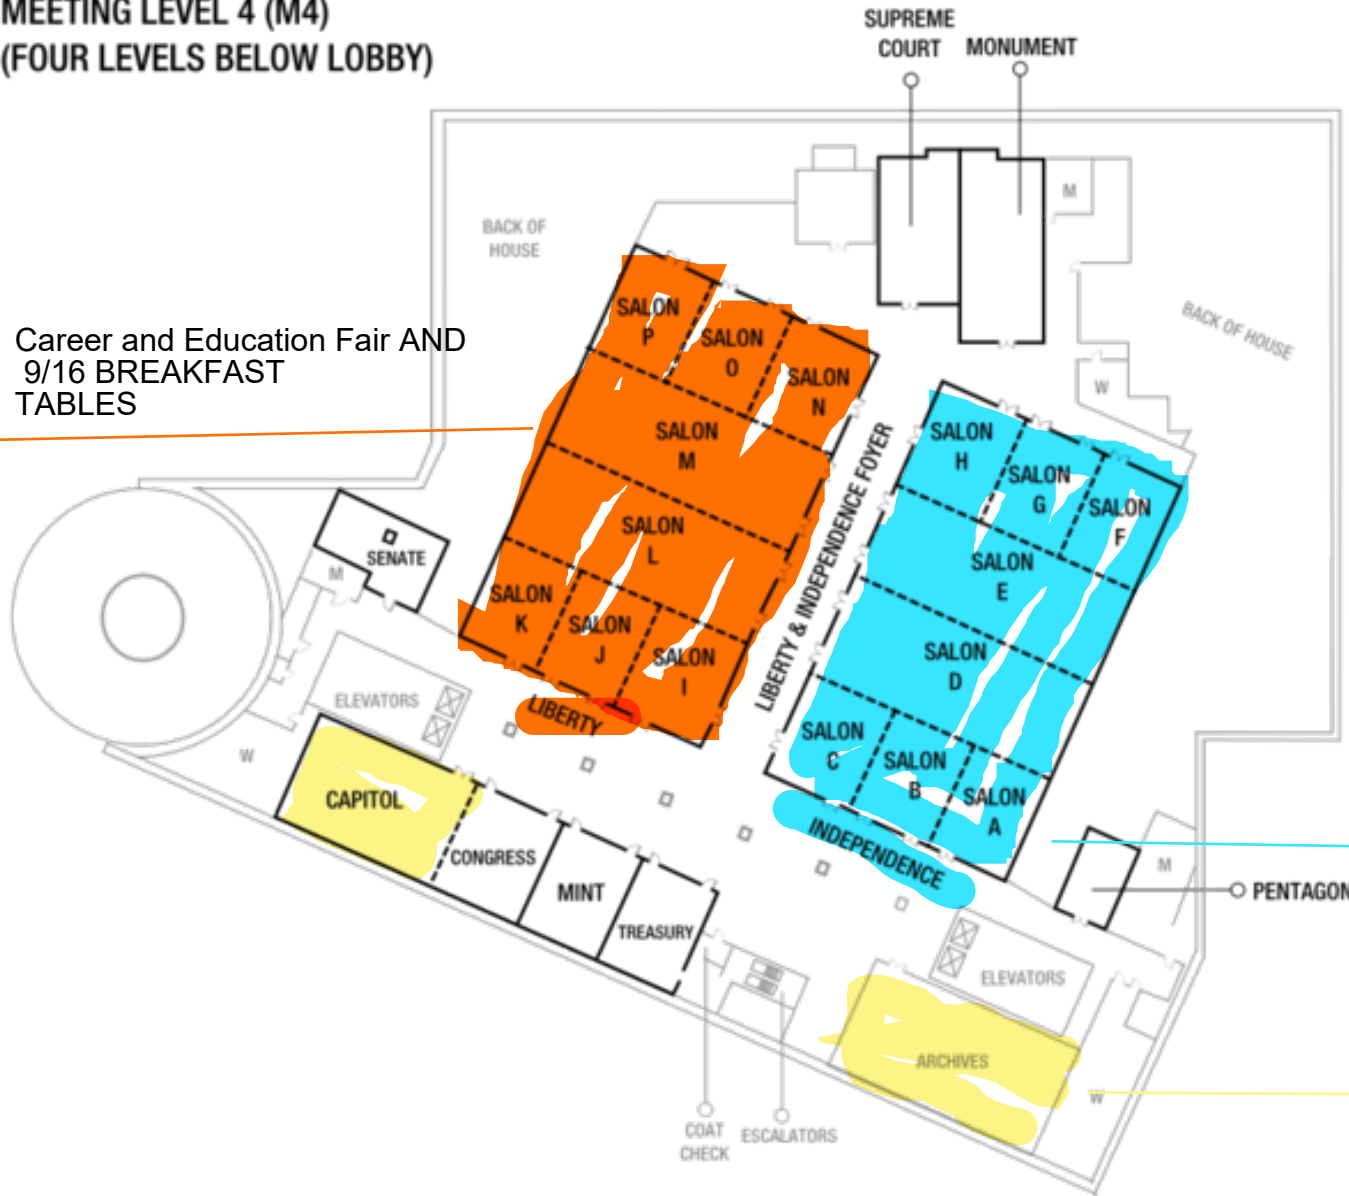 MEETING LEVEL 4 (M4)
(FOUR LEVELS BELOW LOBBY)
SUPREME
COURT
MONUMENT
M
BACK OF
HOUSE
BACK OF HOUSE
Career and Education Fair AND
9/16 BREAKFAST
TABLES
W
SALON
P
SALON
O
SALON
N
SALON
M
SALON
L
SALON
K
SALON
J
SALON
I
LIBERTY
LIBERTY & INDEPENDENCE FOYER
SALON
H
SALON
G
SALON
F
SALON
E
SALON
D
SALON
C
SALON
B
SALON
A
INDEPENDENCE
SENATE
M
ELEVATORS
W
CAPITOL
CONGRESS
MINT
TREASURY
M
PENTAGON
ELEVATORS
ARCHIVES
W
COAT
CHECK
ESCALATORS